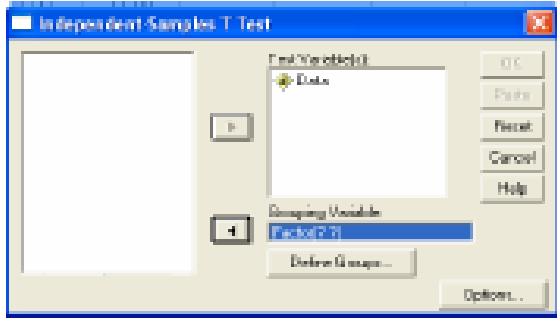 Independent-Samples T Test
Test Variable(s):
Data
OK
Paste
Reset
Cancel
Help
Grouping Variable:
Factor(? ?)
Define Groups...
Options...